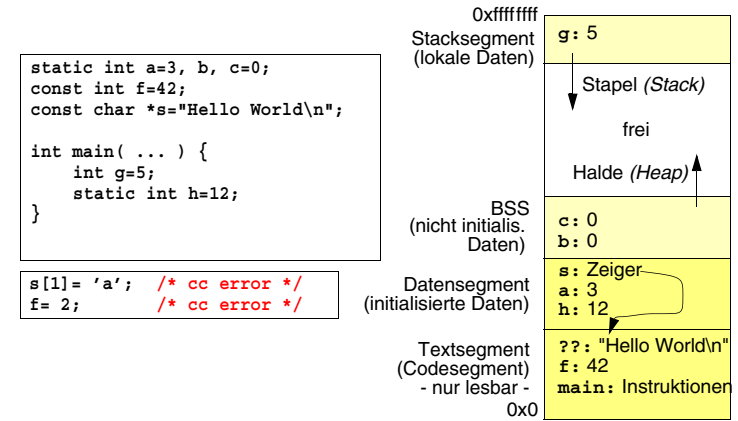 static int a=3, b, c=0;
const int f=42;
const char *s="Hello World\n";
int main( ... ) {
int g=5;
static int h=12;
}
s[1]= ’a’; /* cc error */
f= 2; /* cc error */
0xffffffff
Stacksegment
(lokale Daten)
g: 5
Stapel (Stack)
frei
Halde (Heap)
BSS
(nicht initialis.
Daten)
c: 0
b: 0
Datensegment
(initialisierte Daten)
s: Zeiger
a: 3
h: 12
Textsegment
(Codesegment)
- nur lesbar -
0x0
??: "Hello World\n"
f: 42
main: Instruktionen